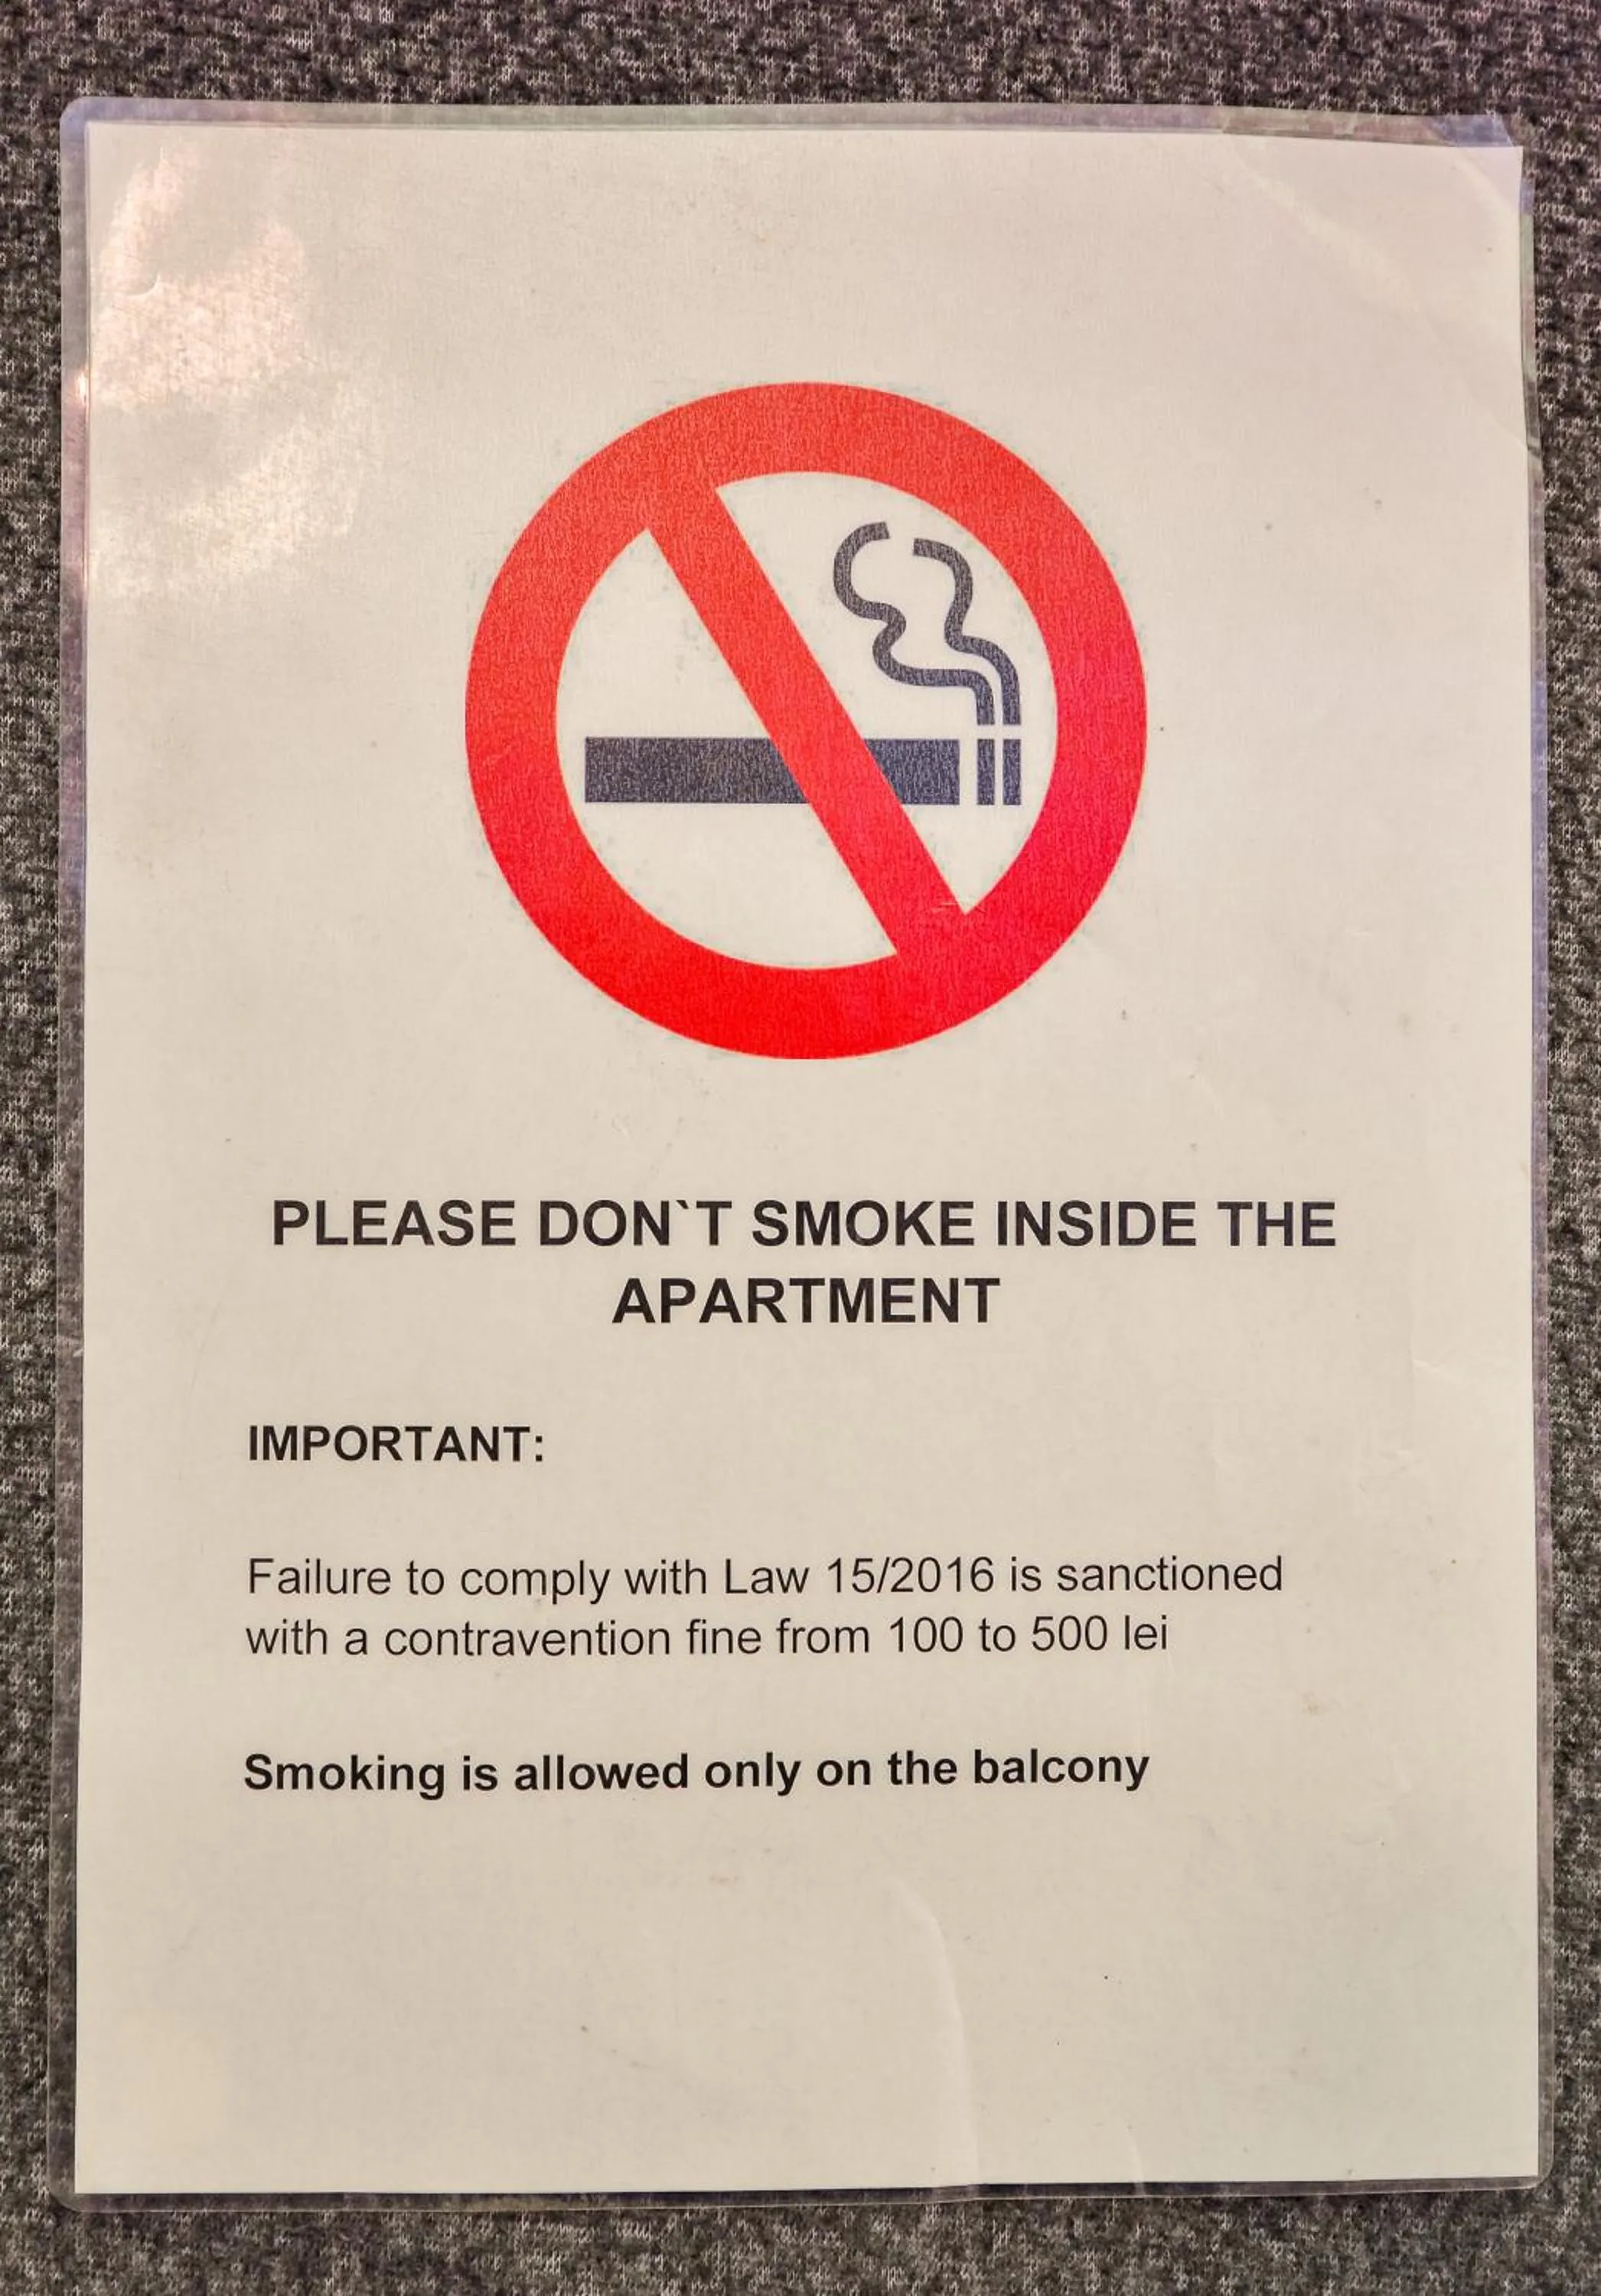 PLEASE DON`T SMOKE INSIDE THE
APARTMENT
IMPORTANT:
Failure to comply with Law 15/2016 is sanctioned
with a contravention fine from 100 to 500 lei
Smoking is allowed only on the balcony